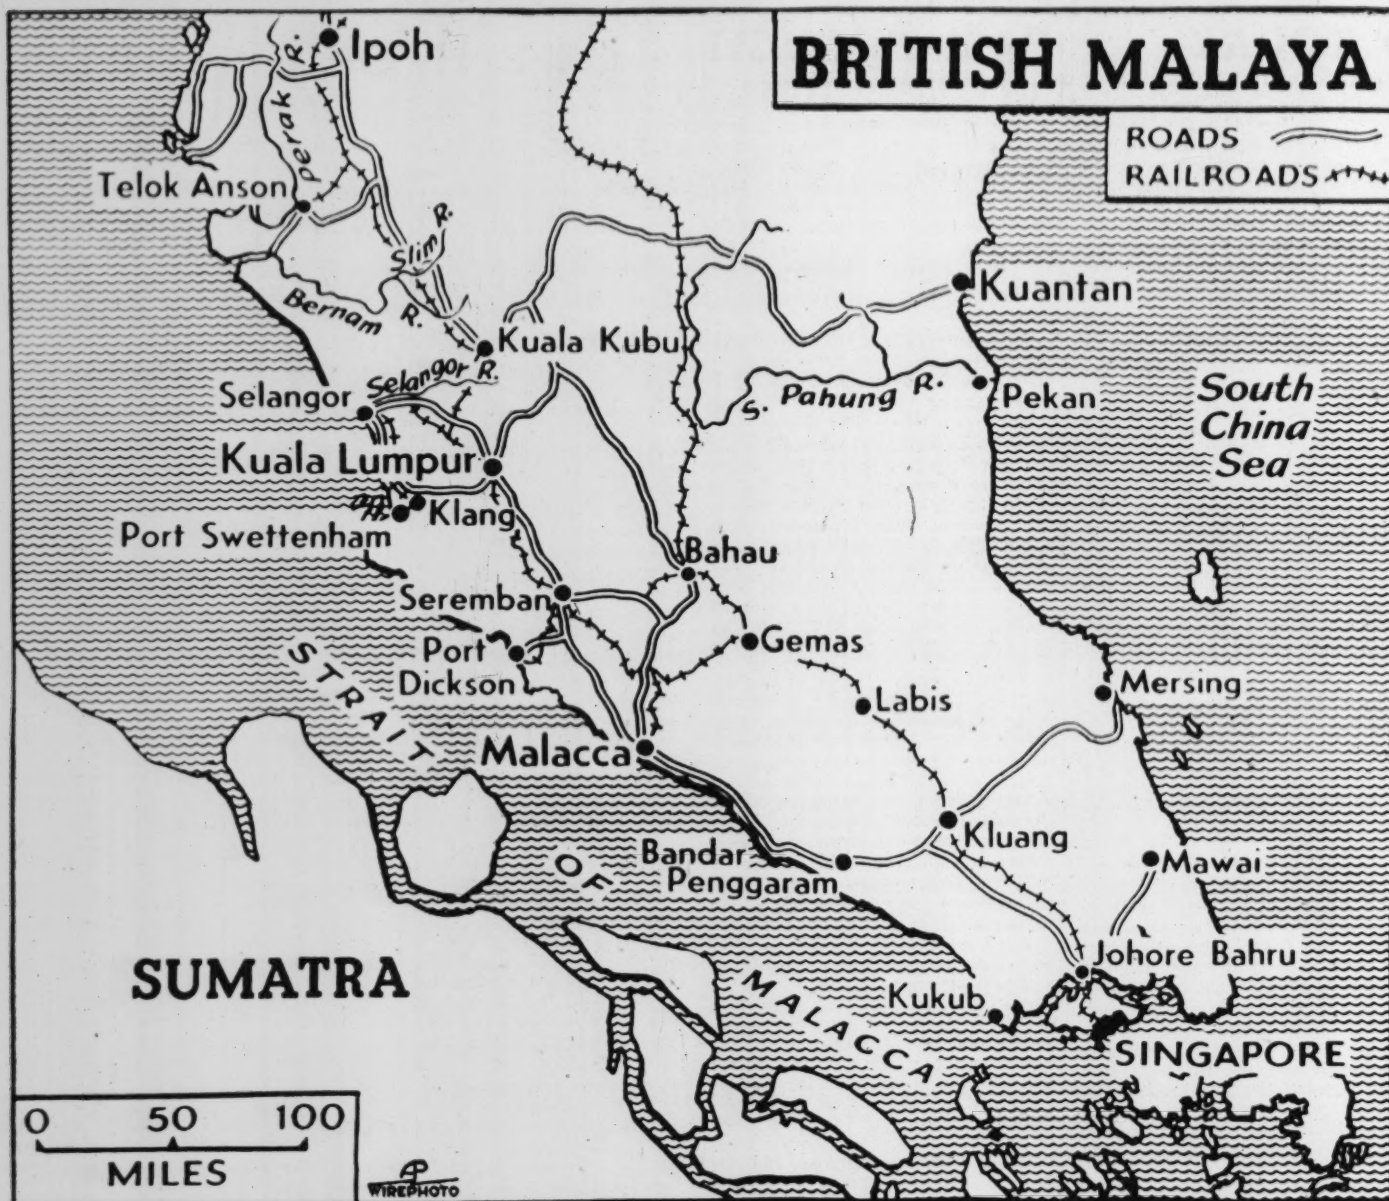 BRITISH MALAYA
ROADS
RAILROADS
Ipoh
Perak R.
Telok Anson
Slim R.
Bernam R.
Kuala Kubu
Kuantan
Selangor R.
Selangor
S. Pahung R.
Pekan
South
China
Sea
Kuala Lumpur
Klang
Port Swettenham
Bahau
Seremban
Port
Dickson
Gemas
Labis
Mersing
Malacca
STRAIT
OF
MALACCA
Kluang
Bandar
Penggaram
Mawai
Johore Bahru
Kukub
SINGAPORE
SUMATRA
0 50 100
MILES
AP
WIREPHOTO